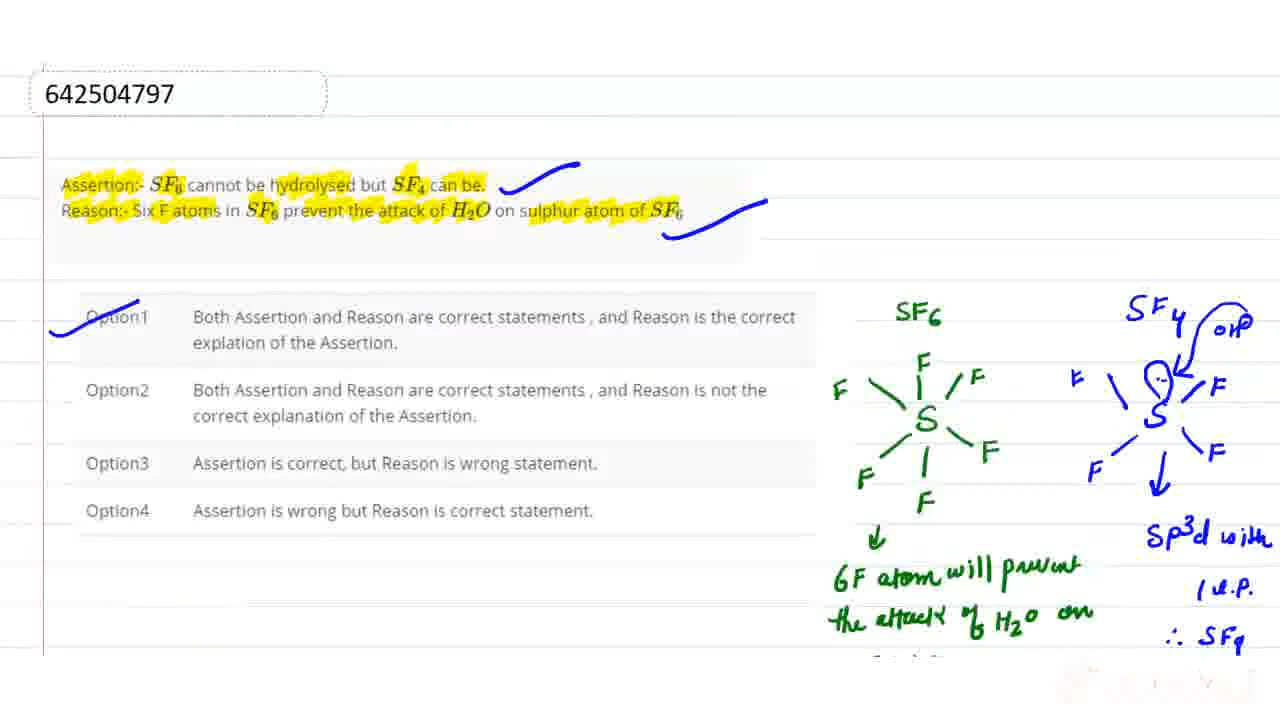 642504797
Assertion:- SF₆ cannot be hydrolysed but SF₄ can be.
Reason:- Six F atoms in SF₆ prevent the attack of H₂O on sulphur atom of SF₆
Option1 Both Assertion and Reason are correct statements , and Reason is the correct
explation of the Assertion.
Option2 Both Assertion and Reason are correct statements , and Reason is not the
correct explanation of the Assertion.
Option3 Assertion is correct, but Reason is wrong statement.
Option4 Assertion is wrong but Reason is correct statement.
SF₆
F
F F
S
F F
F
6F atom will prevent
the attack of H₂O on
SF₄
OH⊖
F F
S
F F
SP³d with
1 l.p.
∴ SF₄